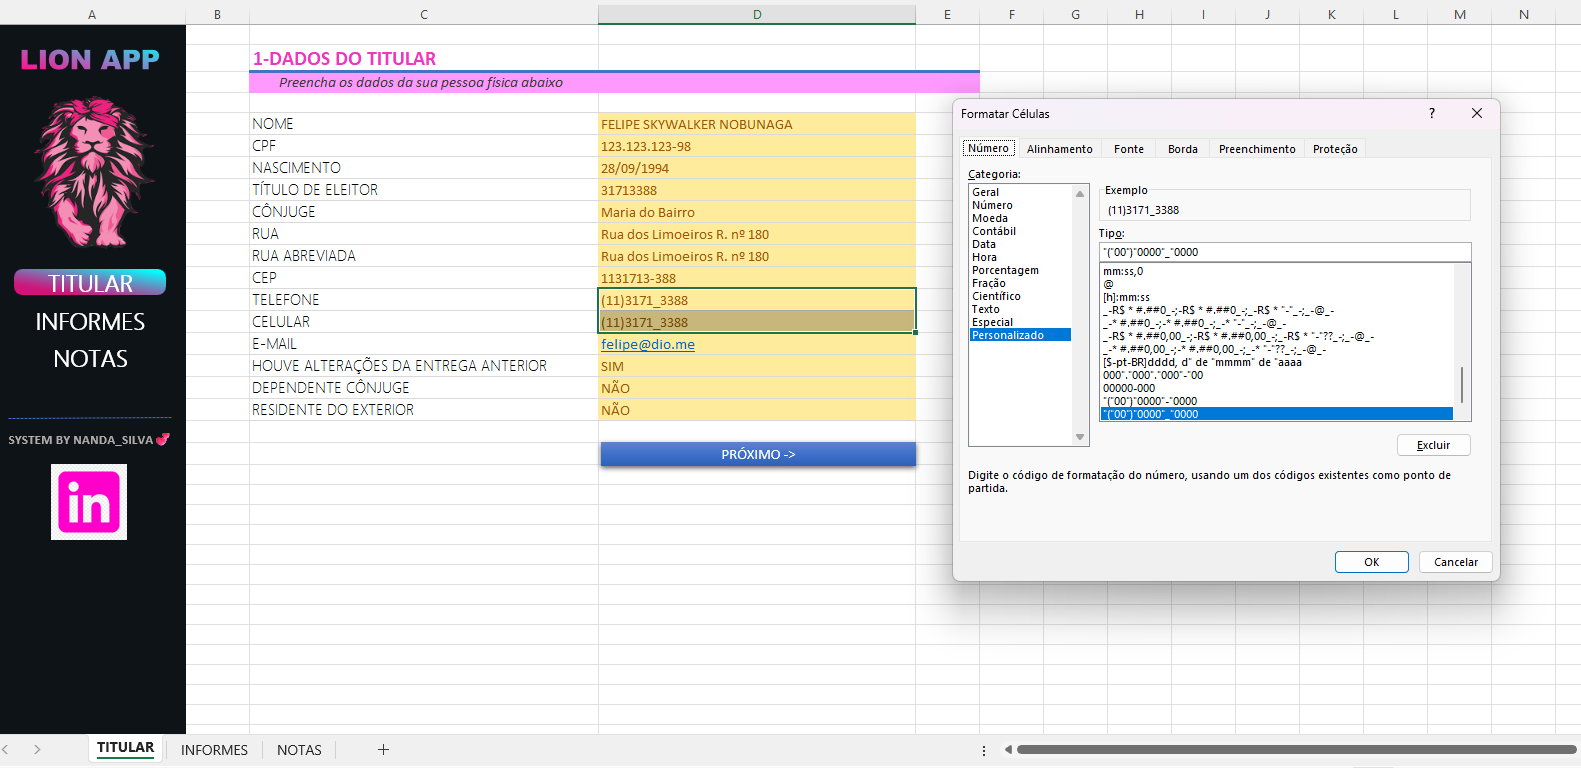 A B C D E F G H I J K L M N
LION APP
TITULAR
INFORMES
NOTAS
SYSTEM BY NANDA_SILVA
in
1-DADOS DO TITULAR
Preencha os dados da sua pessoa física abaixo
NOME FELIPE SKYWALKER NOBUNAGA
CPF 123.123.123-98
NASCIMENTO 28/09/1994
TÍTULO DE ELEITOR 31713388
CÔNJUGE Maria do Bairro
RUA Rua dos Limoeiros R. nº 180
RUA ABREVIADA Rua dos Limoeiros R. nº 180
CEP 1131713-388
TELEFONE (11)3171_3388
CELULAR (11)3171_3388
E-MAIL felipe@dio.me
HOUVE ALTERAÇÕES DA ENTREGA ANTERIOR SIM
DEPENDENTE CÔNJUGE NÃO
RESIDENTE DO EXTERIOR NÃO
PRÓXIMO ->
Formatar Células ?
Número Alinhamento Fonte Borda Preenchimento Proteção
Categoria:
Geral
Número
Moeda
Contábil
Data
Hora
Porcentagem
Fração
Científico
Texto
Especial
Personalizado
Exemplo
(11)3171_3388
Tipo:
"("00")"0000"_"0000
mm:ss,0
@
[h]:mm:ss
_-R$ * #.##0_-;-R$ * #.##0_-;_-R$ * "-"_-;_-@_-
_-* #.##0_-;-* #.##0_-;_-* "-"_-;_-@_-
_-R$ * #.##0,00_-;-R$ * #.##0,00_-;_-R$ * "-"??_-;_-@_-
_-* #.##0,00_-;-* #.##0,00_-;_-* "-"??_-;_-@_-
[$-pt-BR]dddd, d" de "mmmm" de "aaaa
000"."000"."000"-"00
00000-000
"("00")"0000"-"0000
"("00")"0000"_"0000
Excluir
Digite o código de formatação do número, usando um dos códigos existentes como ponto de
partida.
OK Cancelar
TITULAR INFORMES NOTAS +